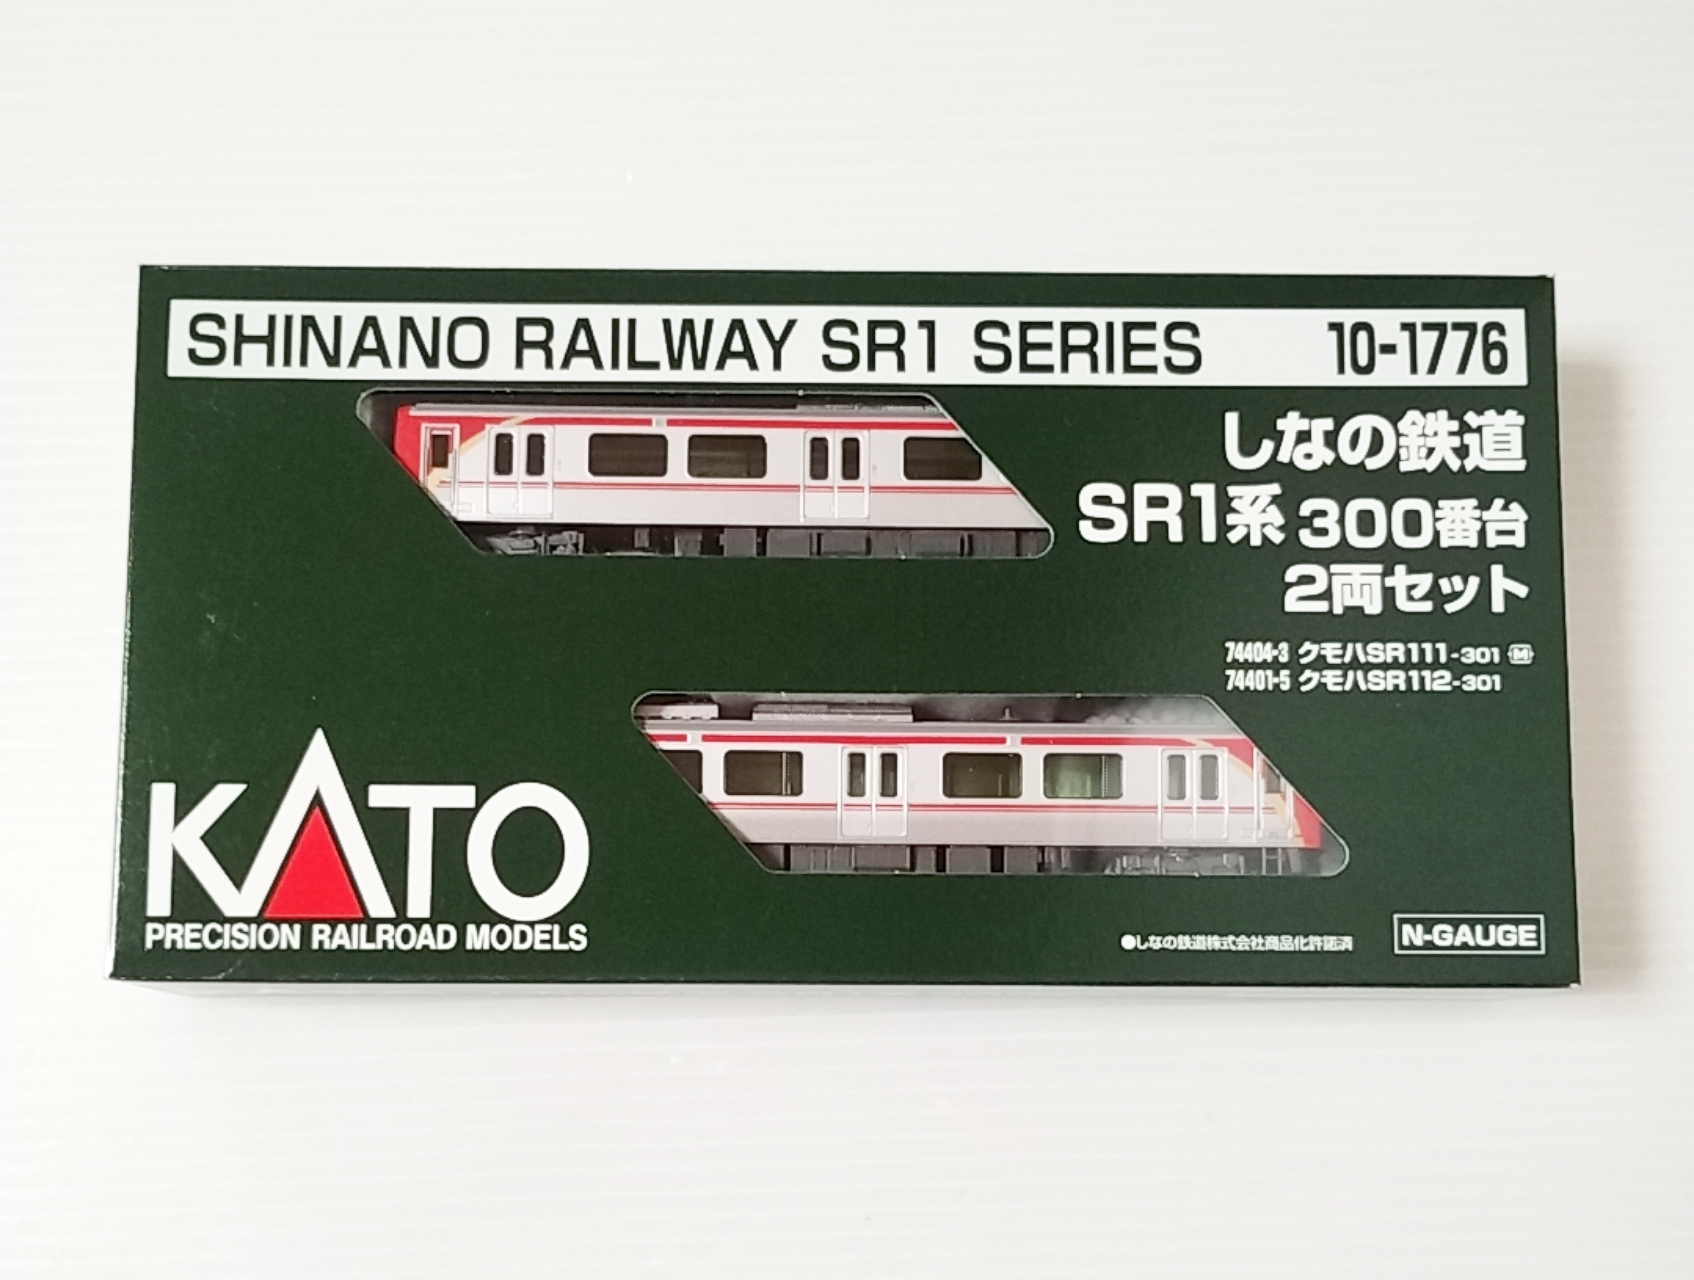 SHINANO RAILWAY SR1 SERIES 10-1776
しなの鉄道
SR1系 300番台
2両セット
74404-3 クモハSR111-301 M
74401-5 クモハSR112-301
KATO
PRECISION RAILROAD MODELS
●しなの鉄道株式会社商品化許諾済
N-GAUGE